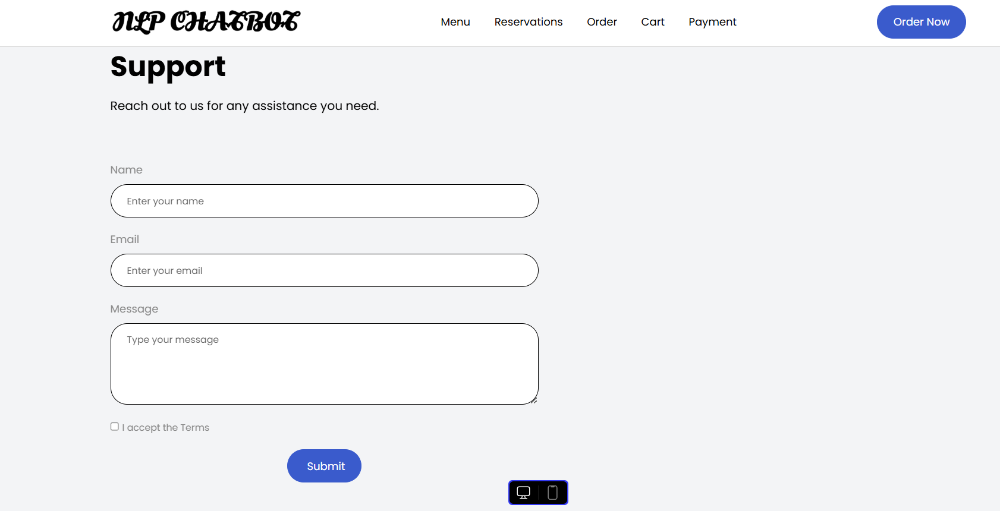 NLP CHATBOT
Menu Reservations Order Cart Payment Order Now
Support
Reach out to us for any assistance you need.
Name
Enter your name
Email
Enter your email
Message
Type your message
I accept the Terms
Submit